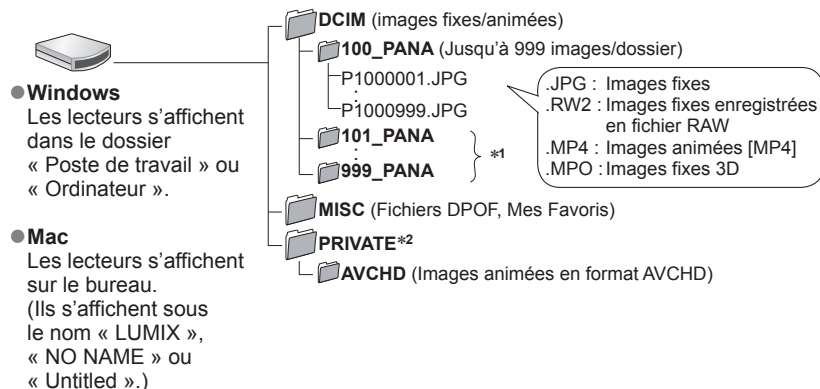 ●Windows
Les lecteurs s'affichent
dans le dossier
« Poste de travail » ou
« Ordinateur ».
●Mac
Les lecteurs s'affichent
sur le bureau.
(Ils s'affichent sous
le nom « LUMIX »,
« NO NAME » ou
« Untitled ».)
DCIM (images fixes/animées)
100_PANA (Jusqu'à 999 images/dossier)
P1000001.JPG
:
P1000999.JPG
101_PANA
:
999_PANA
*1
.JPG : Images fixes
.RW2 : Images fixes enregistrées
en fichier RAW
.MP4 : Images animées [MP4]
.MPO : Images fixes 3D
MISC (Fichiers DPOF, Mes Favoris)
PRIVATE*2
AVCHD (Images animées en format AVCHD)